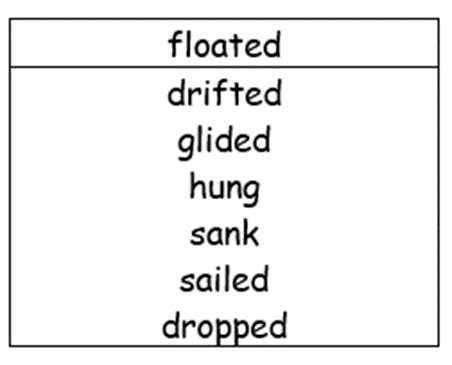 floated
drifted
glided
hung
sank
sailed
dropped